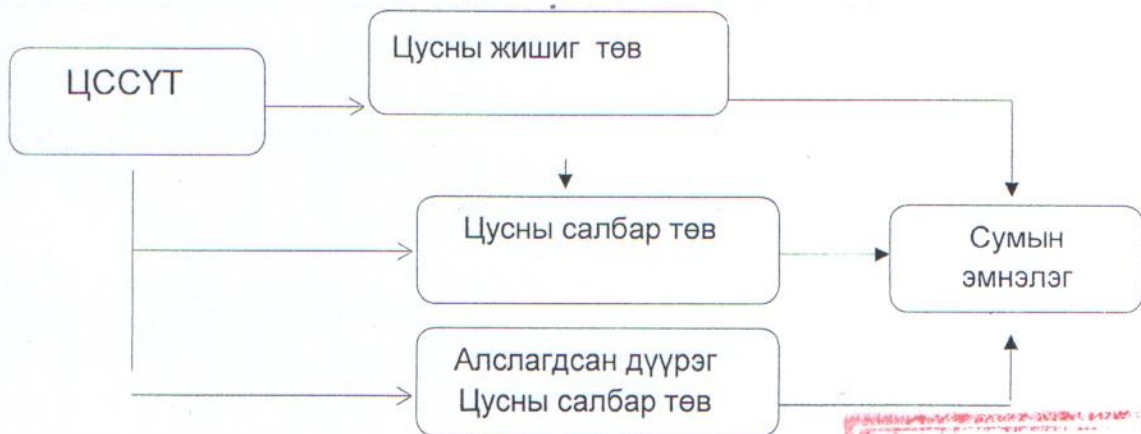 ЦССҮТ
Цусны жишиг төв
Цусны салбар төв
Сумын
эмнэлэг
Алслагдсан дүүрэг
Цусны салбар төв